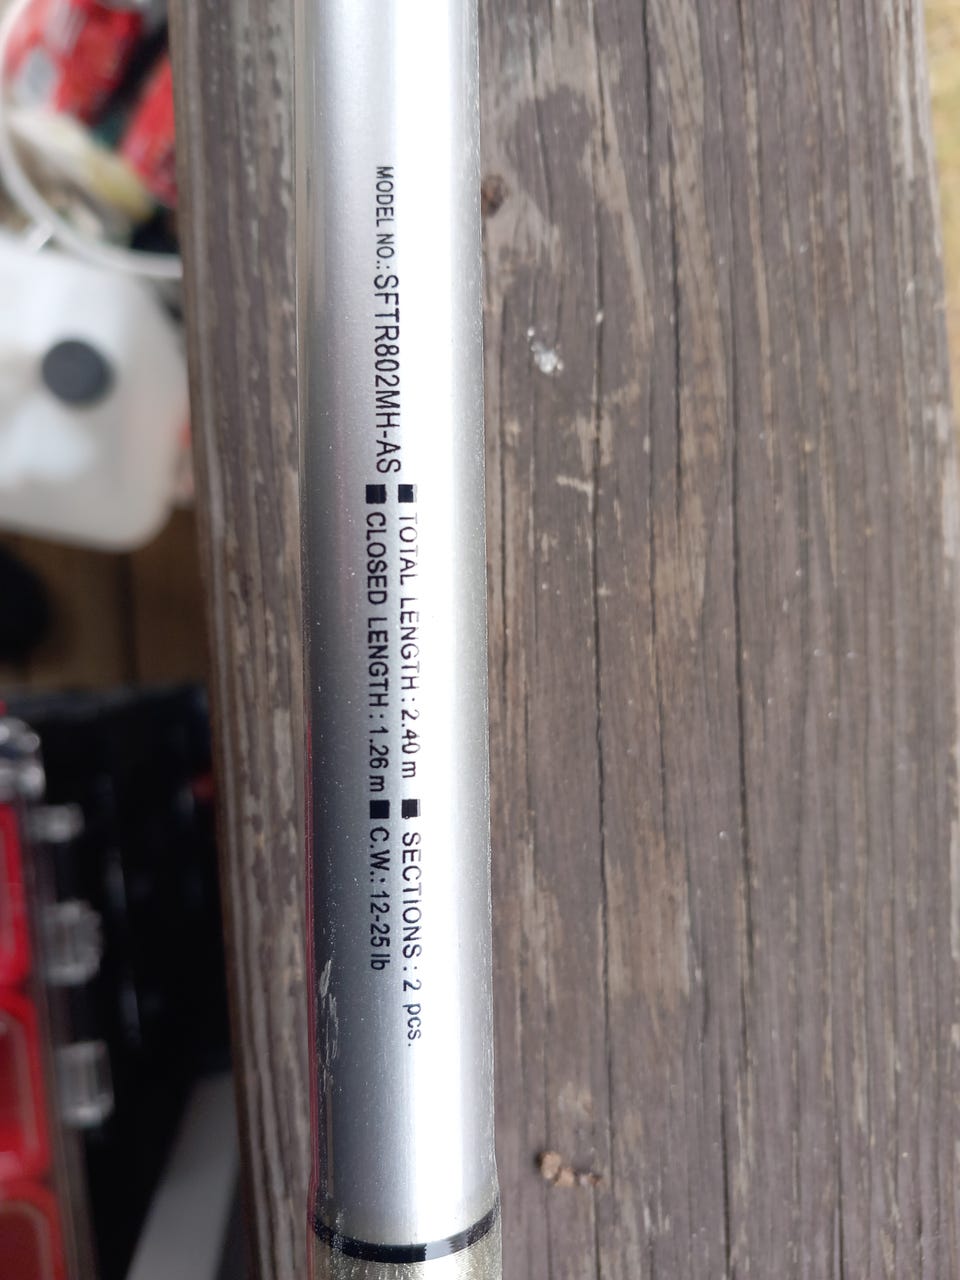 MODEL NO.:SFTR802MH-AS
■ TOTAL LENGTH : 2.40 m ■ SECTIONS : 2 pcs.
■ CLOSED LENGTH : 1.26 m ■ C.W.: 12-25 lb